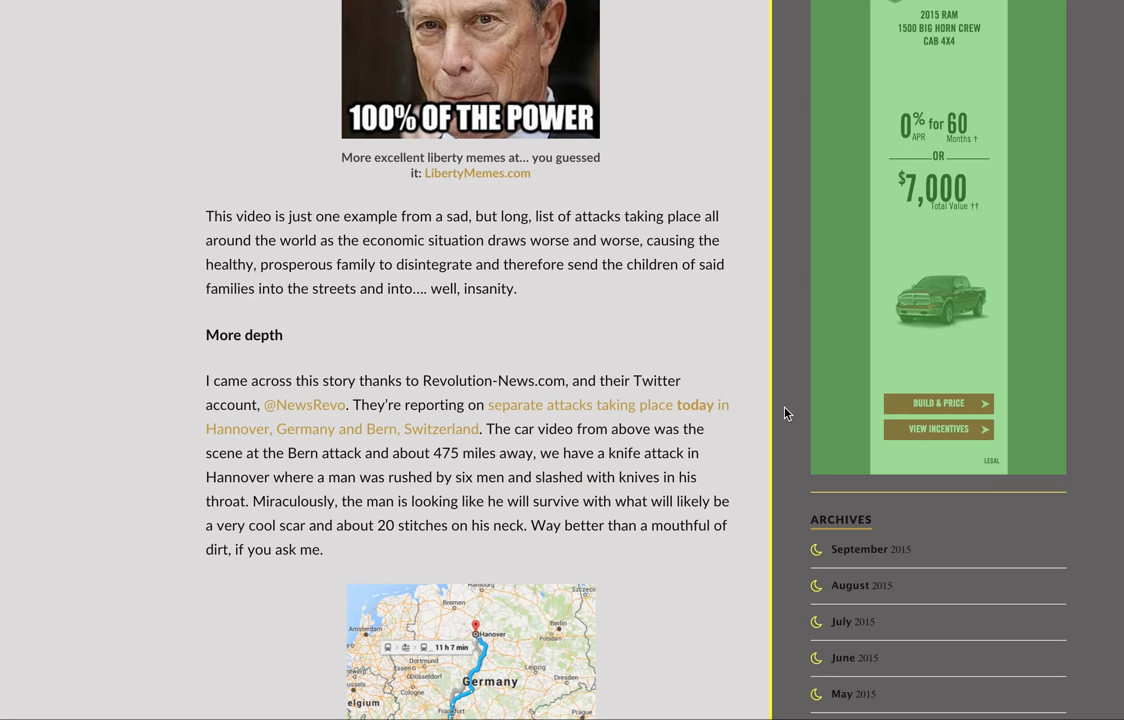 100% OF THE POWER
More excellent liberty memes at... you guessed
it: LibertyMemes.com
This video is just one example from a sad, but long, list of attacks taking place all
around the world as the economic situation draws worse and worse, causing the
healthy, prosperous family to disintegrate and therefore send the children of said
families into the streets and into…. well, insanity.
More depth
I came across this story thanks to Revolution-News.com, and their Twitter
account, @NewsRevo. They're reporting on separate attacks taking place today in
Hannover, Germany and Bern, Switzerland. The car video from above was the
scene at the Bern attack and about 475 miles away, we have a knife attack in
Hannover where a man was rushed by six men and slashed with knives in his
throat. Miraculously, the man is looking like he will survive with what will likely be
a very cool scar and about 20 stitches on his neck. Way better than a mouthful of
dirt, if you ask me.
Bremen
Amsterdam
Hanover
Berlin
11 h 7 min
Dortmund
Düsseldorf
Essen
Leipzig
Cologne
Dresden
Germany
elgium
Frankfurt
Prague
2015 RAM
1500 BIG HORN CREW
CAB 4X4
0% for 60
APR Months †
OR
$7,000
Total Value ††
BUILD & PRICE
VIEW INCENTIVES
LEGAL
ARCHIVES
September 2015
August 2015
July 2015
June 2015
May 2015